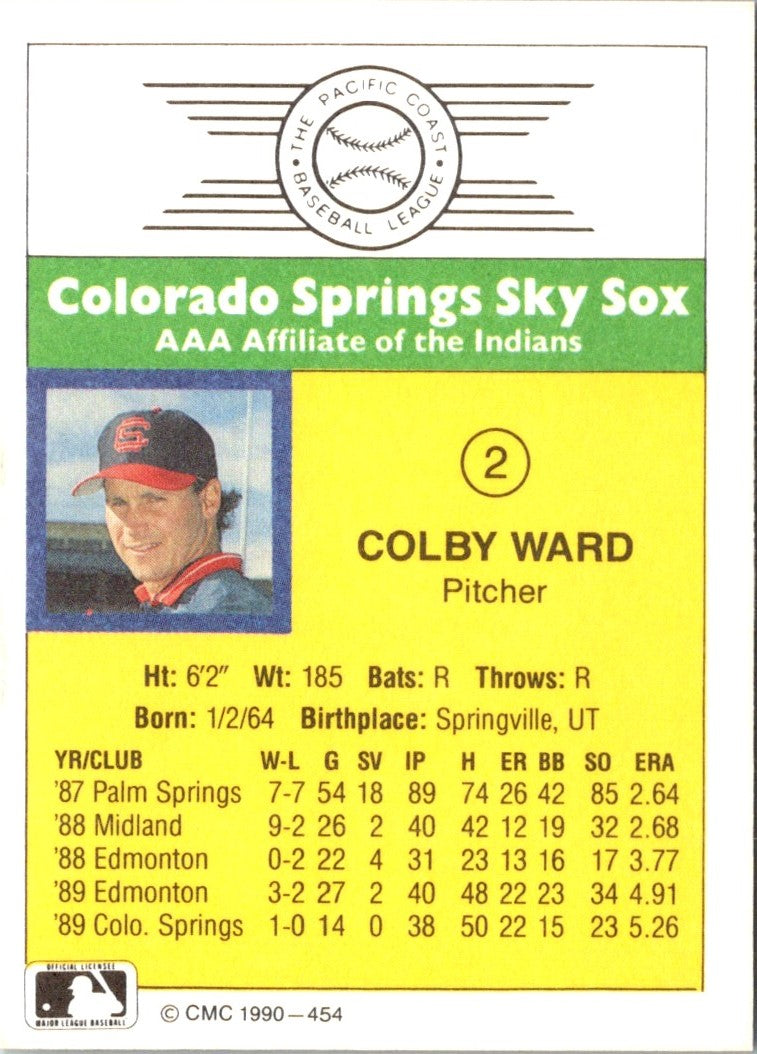 THE PACIFIC COAST
• BASEBALL LEAGUE •
Colorado Springs Sky Sox
AAA Affiliate of the Indians
CS
2
COLBY WARD
Pitcher
Ht: 6'2" Wt: 185 Bats: R Throws: R
Born: 1/2/64 Birthplace: Springville, UT
YR/CLUB W-L G SV IP H ER BB SO ERA
'87 Palm Springs 7-7 54 18 89 74 26 42 85 2.64
'88 Midland 9-2 26 2 40 42 12 19 32 2.68
'88 Edmonton 0-2 22 4 31 23 13 16 17 3.77
'89 Edmonton 3-2 27 2 40 48 22 23 34 4.91
'89 Colo. Springs 1-0 14 0 38 50 22 15 23 5.26
OFFICIAL LICENSEE
MAJOR LEAGUE BASEBALL
© CMC 1990–454